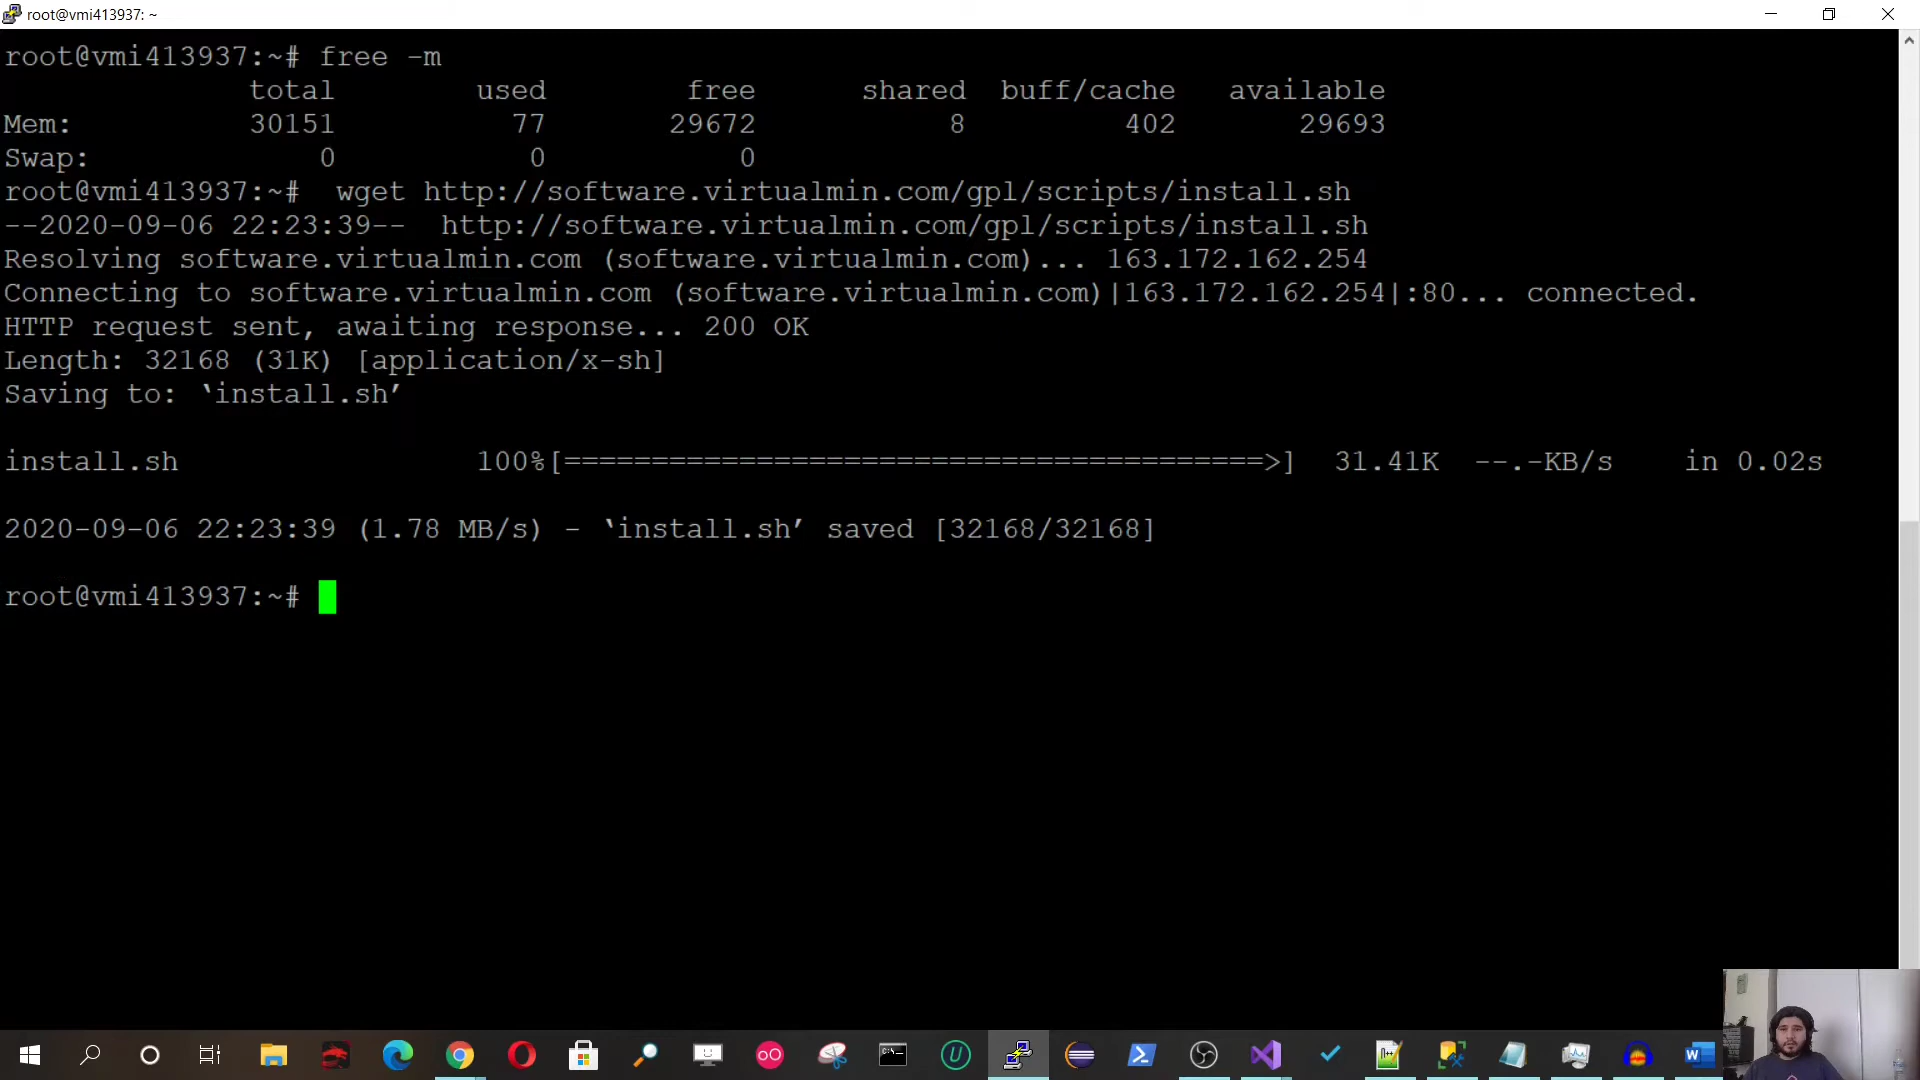 root@vmi413937: ~
root@vmi413937:~# free -m
total used free shared buff/cache available
Mem: 30151 77 29672 8 402 29693
Swap: 0 0 0
root@vmi413937:~#  wget http://software.virtualmin.com/gpl/scripts/install.sh
--2020-09-06 22:23:39--  http://software.virtualmin.com/gpl/scripts/install.sh
Resolving software.virtualmin.com (software.virtualmin.com)... 163.172.162.254
Connecting to software.virtualmin.com (software.virtualmin.com)|163.172.162.254|:80... connected.
HTTP request sent, awaiting response... 200 OK
Length: 32168 (31K) [application/x-sh]
Saving to: ‘install.sh’
install.sh 100%[========================================>] 31.41K --.-KB/s in 0.02s
2020-09-06 22:23:39 (1.78 MB/s) - ‘install.sh’ saved [32168/32168]
root@vmi413937:~#